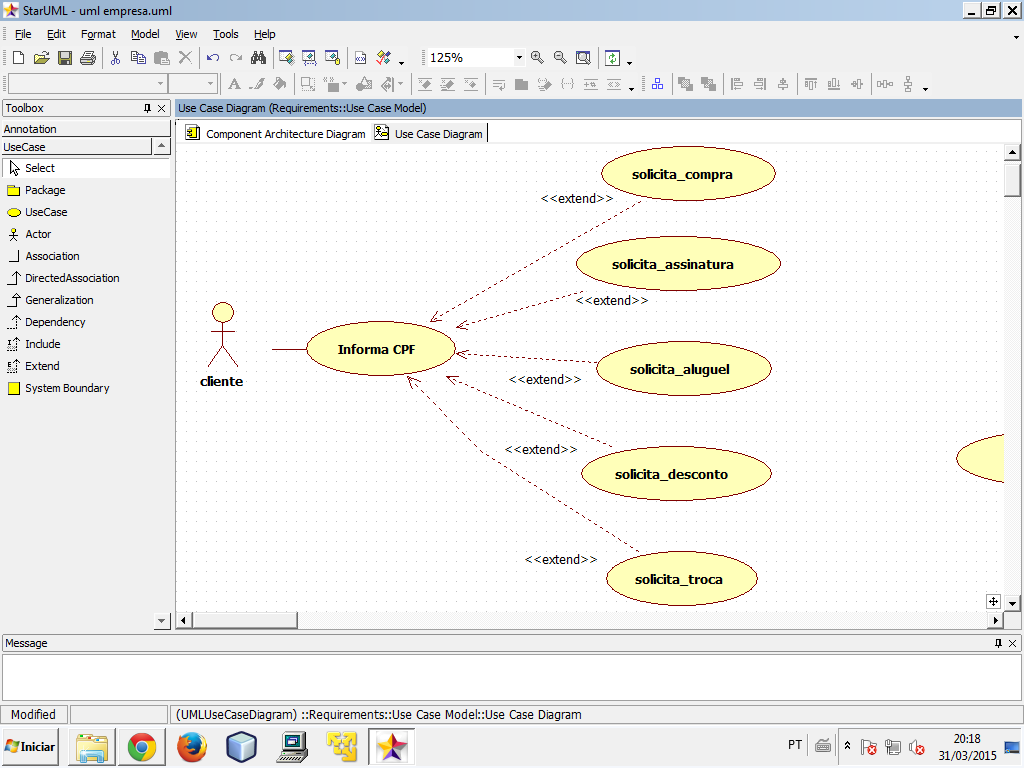 StarUML - uml empresa.uml
File Edit Format Model View Tools Help
125%
Toolbox
Annotation
UseCase
Select
Package
UseCase
Actor
Association
DirectedAssociation
Generalization
Dependency
Include
Extend
System Boundary
Use Case Diagram (Requirements::Use Case Model)
Component Architecture Diagram Use Case Diagram
solicita_compra
<<extend>>
solicita_assinatura
<<extend>>
Informa CPF
solicita_aluguel
<<extend>>
cliente
<<extend>>
solicita_desconto
<<extend>>
solicita_troca
Message
Modified
(UMLUseCaseDiagram) ::Requirements::Use Case Model::Use Case Diagram
Iniciar
PT
20:18
31/03/2015